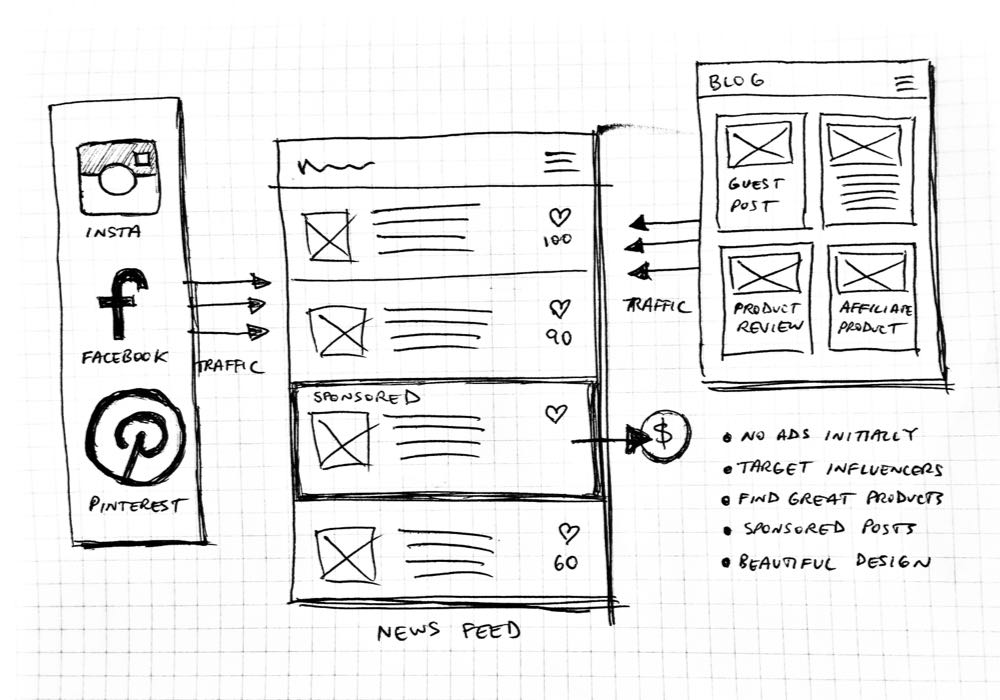 INSTA
FACEBOOK
PINTEREST
TRAFFIC
100
90
SPONSORED
$
60
NEWS FEED
TRAFFIC
BLOG
GUEST
POST
PRODUCT
REVIEW
AFFILIATE
PRODUCT
• NO ADS INITIALLY
• TARGET INFLUENCERS
• FIND GREAT PRODUCTS
• SPONSORED POSTS
• BEAUTIFUL DESIGN